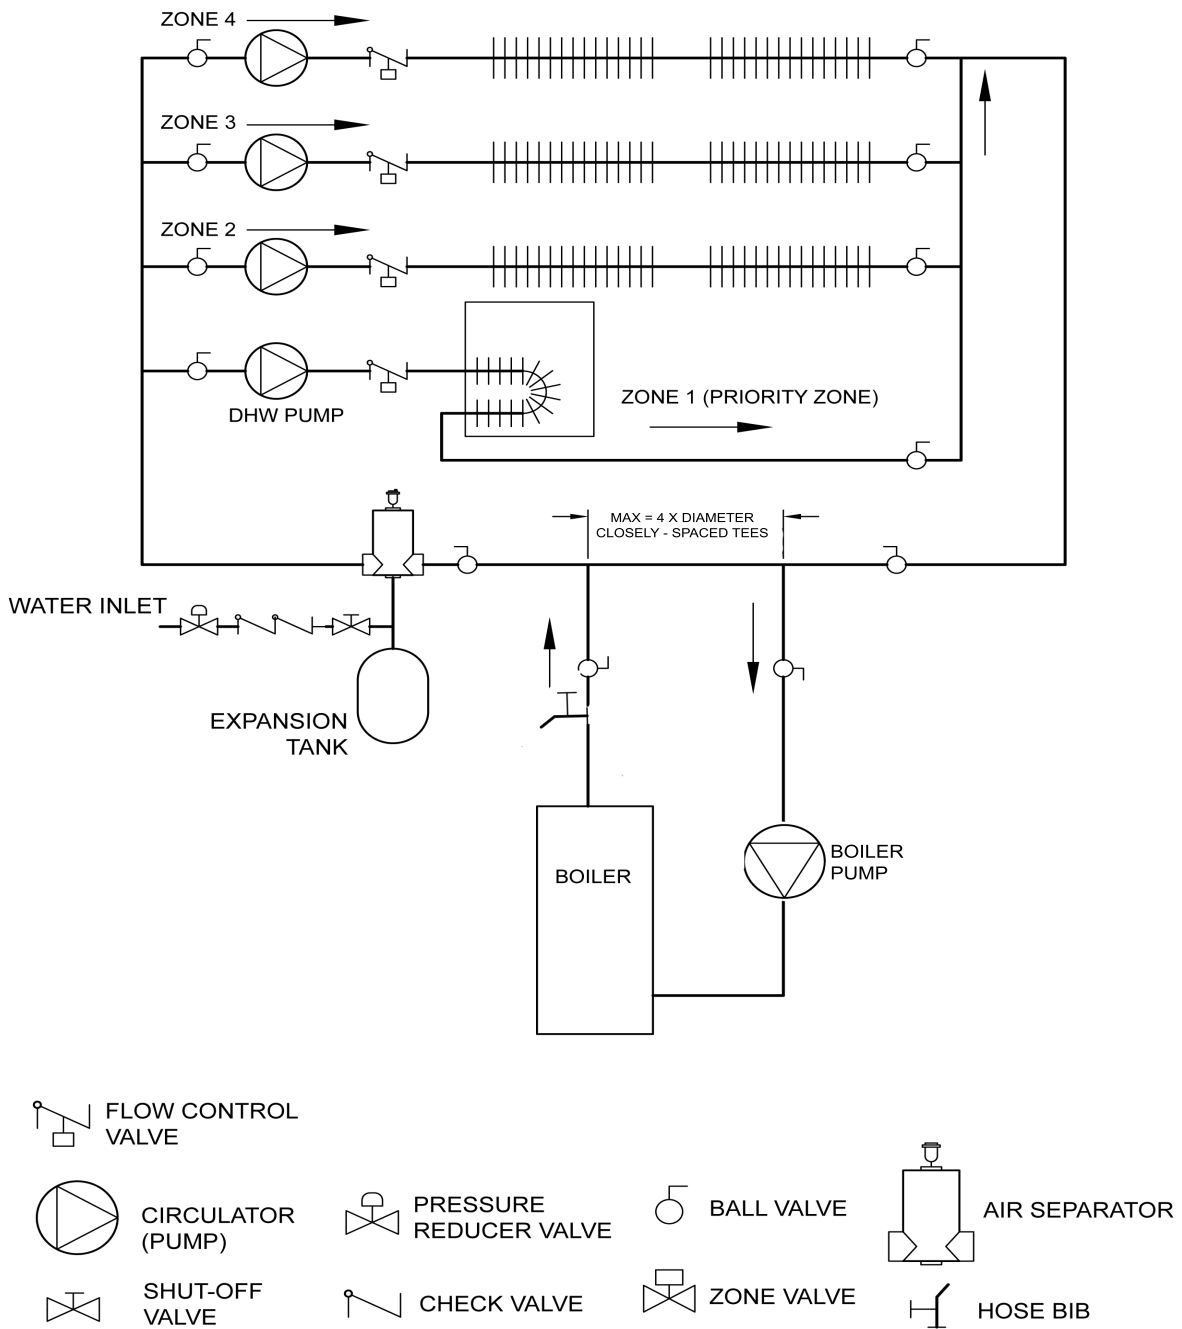 ZONE 4
ZONE 3
ZONE 2
DHW PUMP
ZONE 1 (PRIORITY ZONE)
MAX = 4 X DIAMETER
CLOSELY - SPACED TEES
WATER INLET
EXPANSION
TANK
BOILER
BOILER
PUMP
FLOW CONTROL
VALVE
CIRCULATOR
(PUMP)
PRESSURE
REDUCER VALVE
BALL VALVE
AIR SEPARATOR
SHUT-OFF
VALVE
CHECK VALVE
ZONE VALVE
HOSE BIB